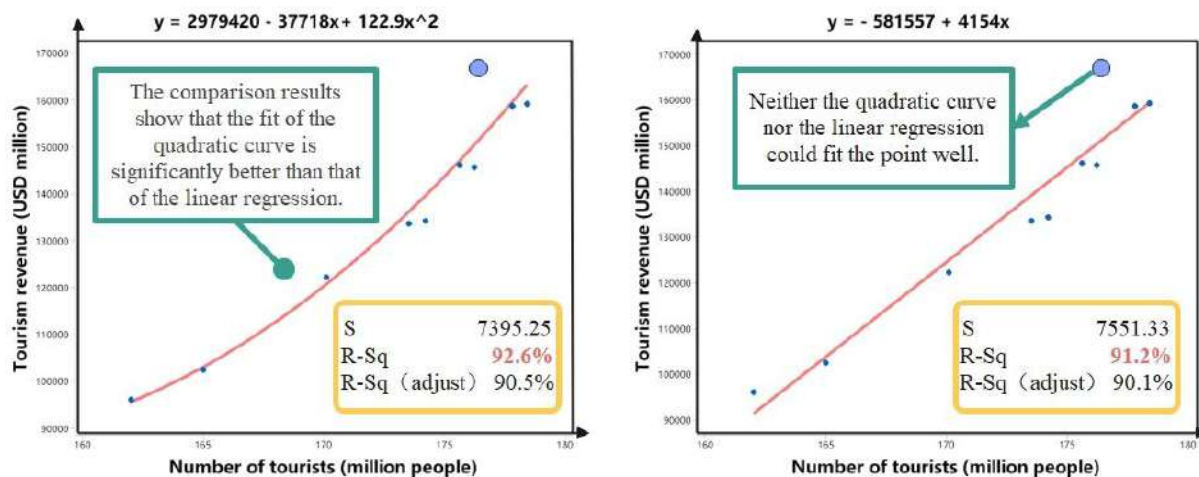 y = 2979420 - 37718x+ 122.9x^2
Tourism revenue (USD million)
170000
160000
150000
140000
130000
120000
110000
100000
90000
The comparison results
show that the fit of the
quadratic curve is
significantly better than that
of the linear regression.
S 7395.25
R-Sq 92.6%
R-Sq（adjust） 90.5%
160 165 170 175 180
Number of tourists (million people)
y = - 581557 + 4154x
Tourism revenue (USD million)
170000
160000
150000
140000
130000
120000
110000
100000
90000
Neither the quadratic curve
nor the linear regression
could fit the point well.
S 7551.33
R-Sq 91.2%
R-Sq（adjust） 90.1%
160 165 170 175 180
Number of tourists (million people)